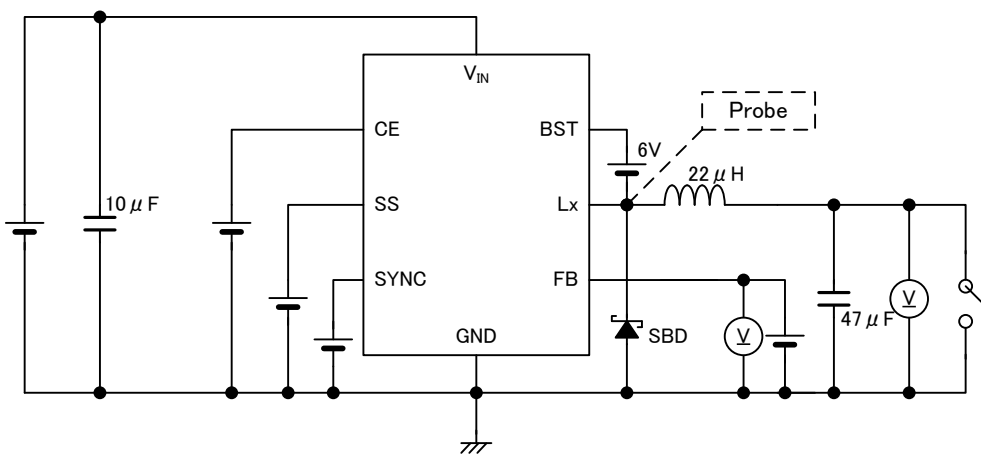 V_IN
Probe
CE
BST
6V
22μH
10μF
SS
Lx
SYNC
FB
GND
SBD
V
47μF
V